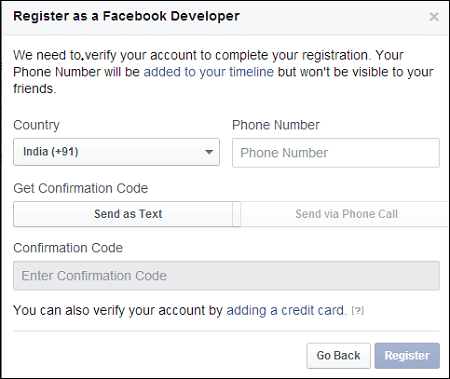 Register as a Facebook Developer ×
We need to verify your account to complete your registration. Your
Phone Number will be added to your timeline but won't be visible to your
friends.
Country Phone Number
India (+91) Phone Number
Get Confirmation Code
Send as Text Send via Phone Call
Confirmation Code
Enter Confirmation Code
You can also verify your account by adding a credit card. [?]
Go Back Register